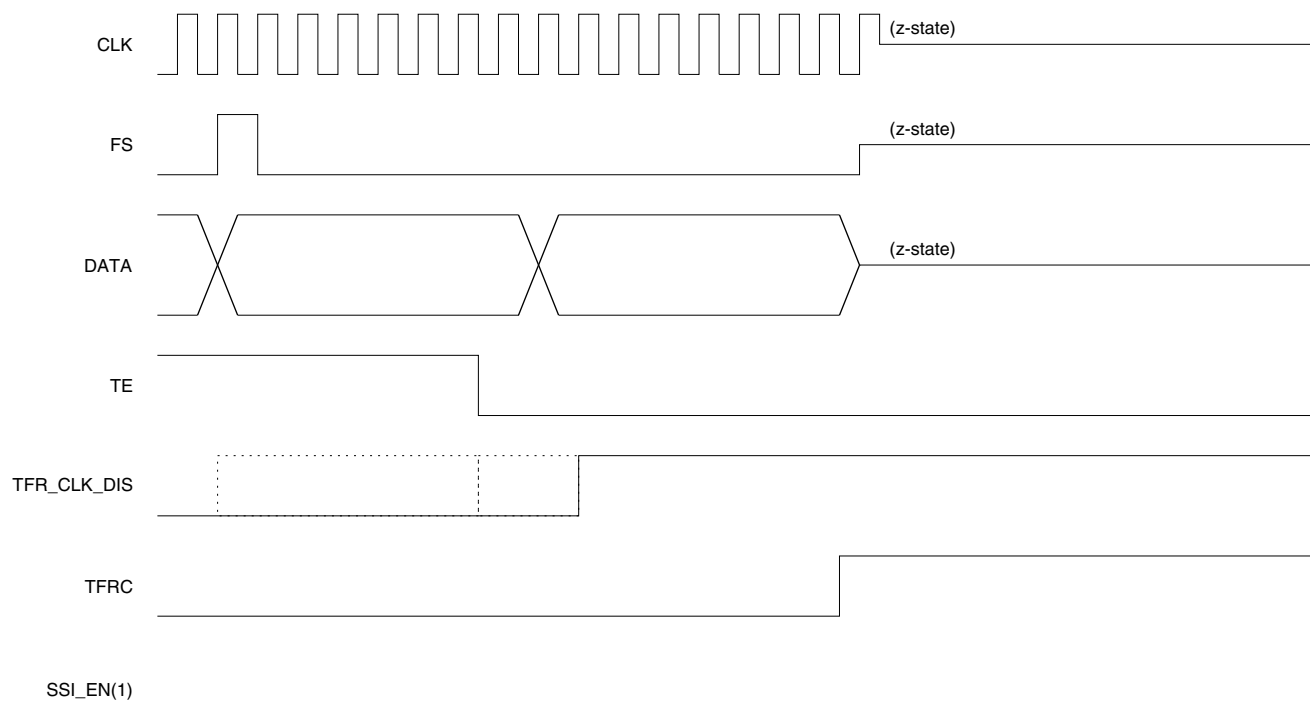 (z-state)
CLK
(z-state)
FS
(z-state)
DATA
TE
TFR_CLK_DIS
TFRC
SSI_EN(1)